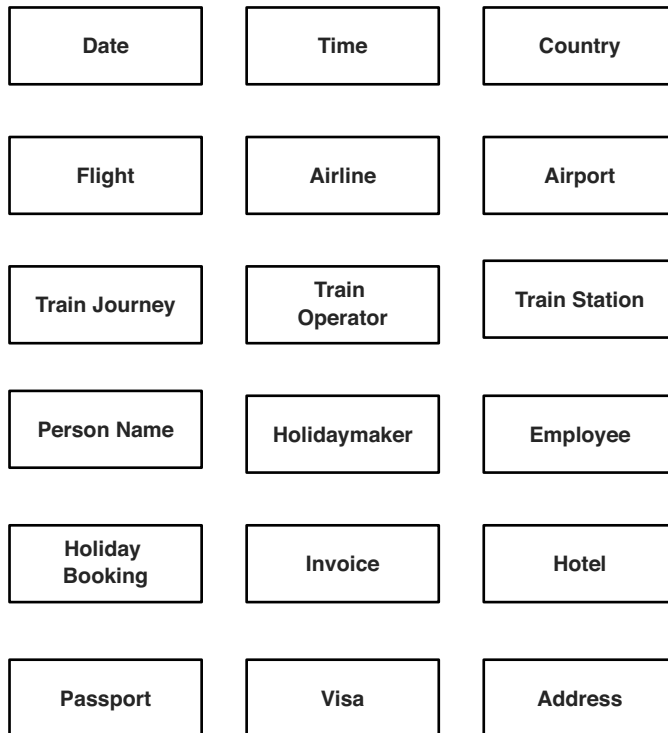 Date
Time
Country
Flight
Airline
Airport
Train Journey
Train
Operator
Train Station
Person Name
Holidaymaker
Employee
Holiday
Booking
Invoice
Hotel
Passport
Visa
Address